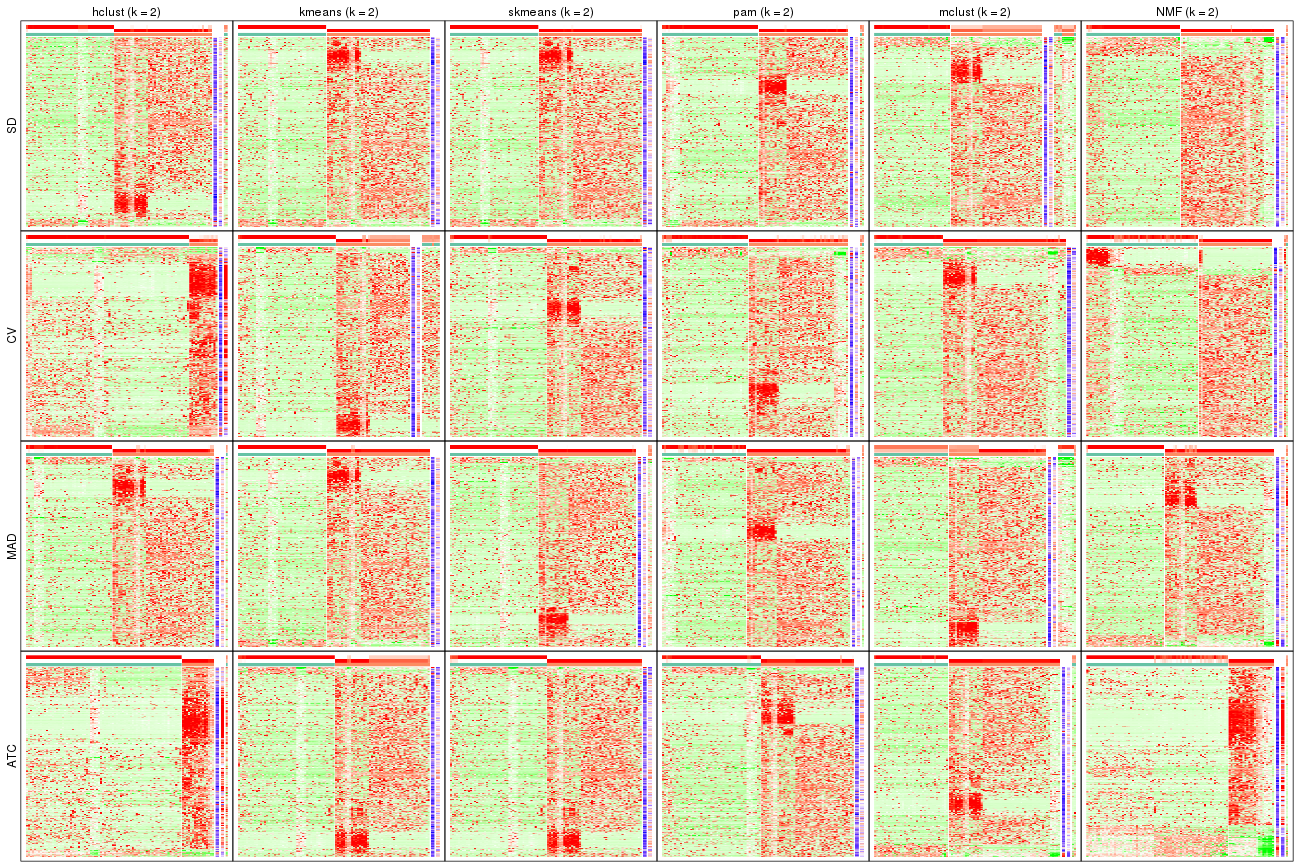 hclust (k = 2) kmeans (k = 2) skmeans (k = 2) pam (k = 2) mclust (k = 2) NMF (k = 2)
SD
CV
MAD
ATC